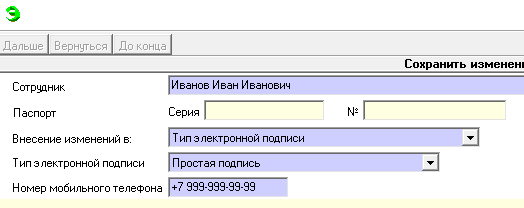 Э
Дальше Вернуться До конца
Сохранить изменени
Сотрудник Иванов Иван Иванович
Паспорт Серия №
Внесение изменений в: Тип электронной подписи
Тип электронной подписи Простая подпись
Номер мобильного телефона +7 999-999-99-99